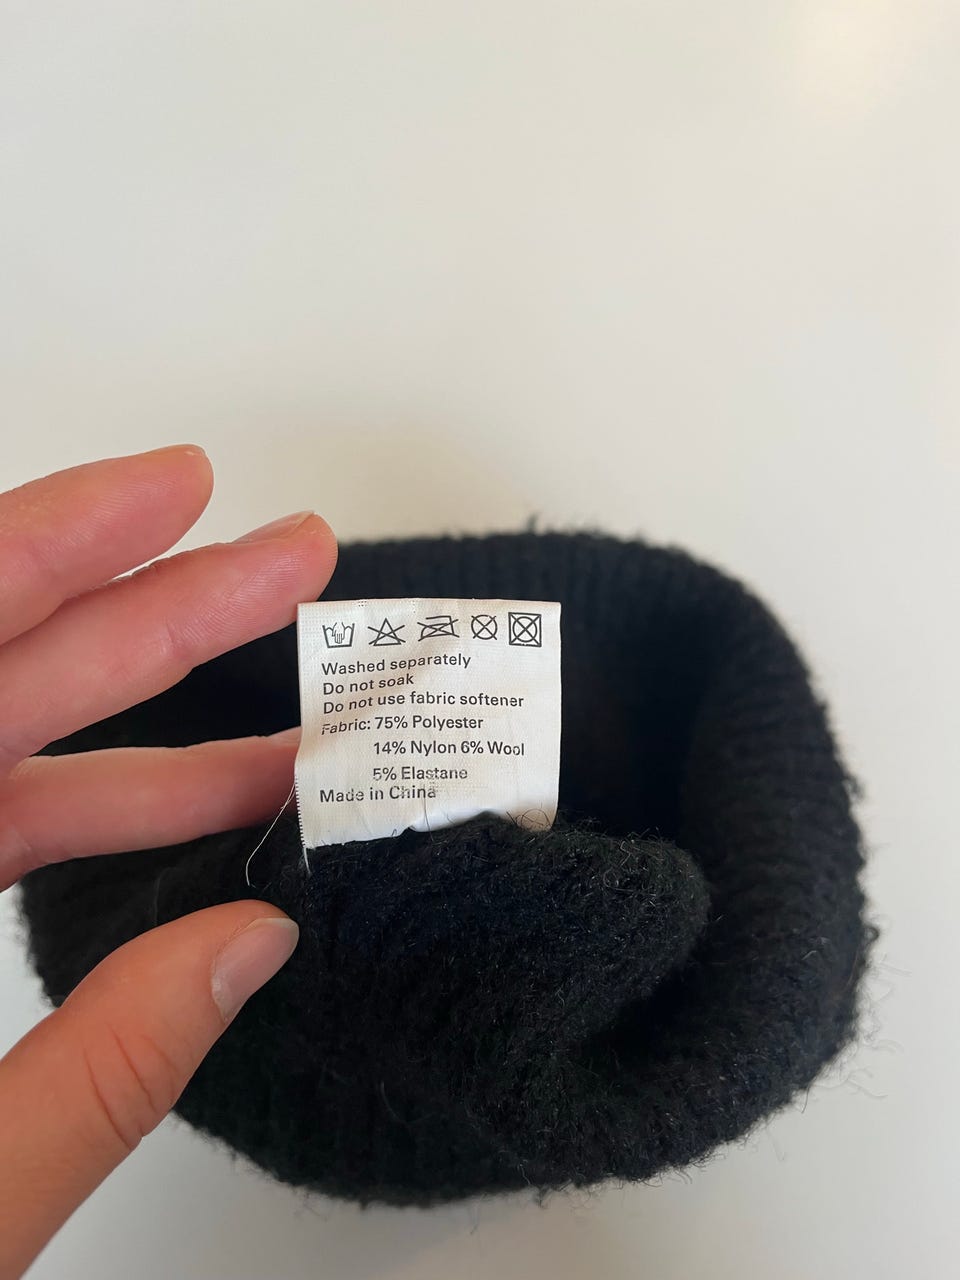 Washed separately
Do not soak
Do not use fabric softener
Fabric: 75% Polyester
14% Nylon 6% Wool
5% Elastane
Made in China